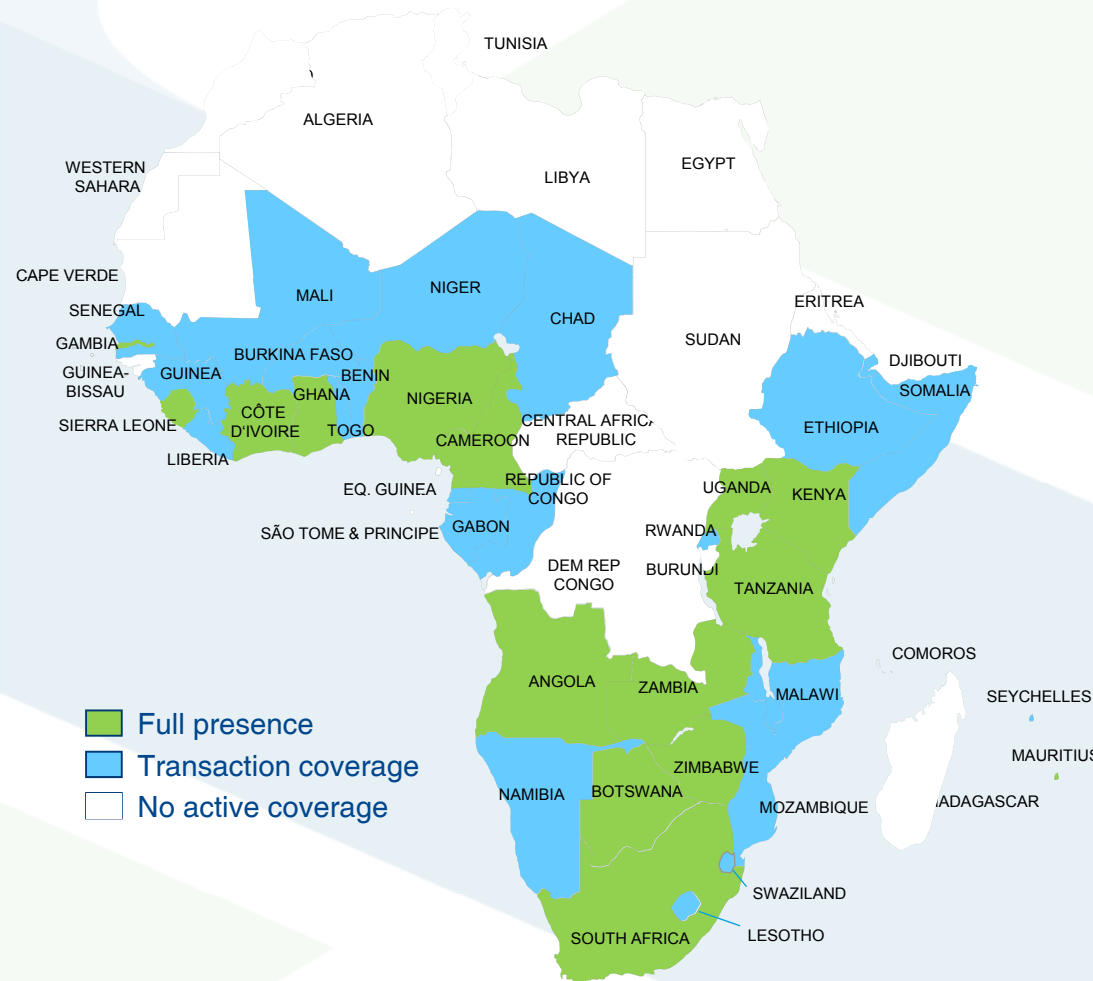 TUNISIA
ALGERIA
WESTERN
SAHARA
LIBYA
EGYPT
CAPE VERDE
MALI
NIGER
CHAD
SUDAN
ERITREA
SENEGAL
GAMBIA
GUINEA-
BISSAU
GUINEA
BURKINA FASO
BENIN
GHANA
NIGERIA
DJIBOUTI
SOMALIA
SIERRA LEONE
CÔTE
D'IVOIRE
TOGO
CAMEROON
CENTRAL AFRICA
REPUBLIC
ETHIOPIA
LIBERIA
EQ. GUINEA
REPUBLIC OF
CONGO
UGANDA
KENYA
SÃO TOME & PRINCIPE
GABON
RWANDA
DEM REP
CONGO
BURUNDI
TANZANIA
COMOROS
ANGOLA
ZAMBIA
MALAWI
SEYCHELLES
MAURITIUS
Full presence
Transaction coverage
No active coverage
NAMIBIA
BOTSWANA
ZIMBABWE
MOZAMBIQUE
ADAGASCAR
SWAZILAND
SOUTH AFRICA
LESOTHO